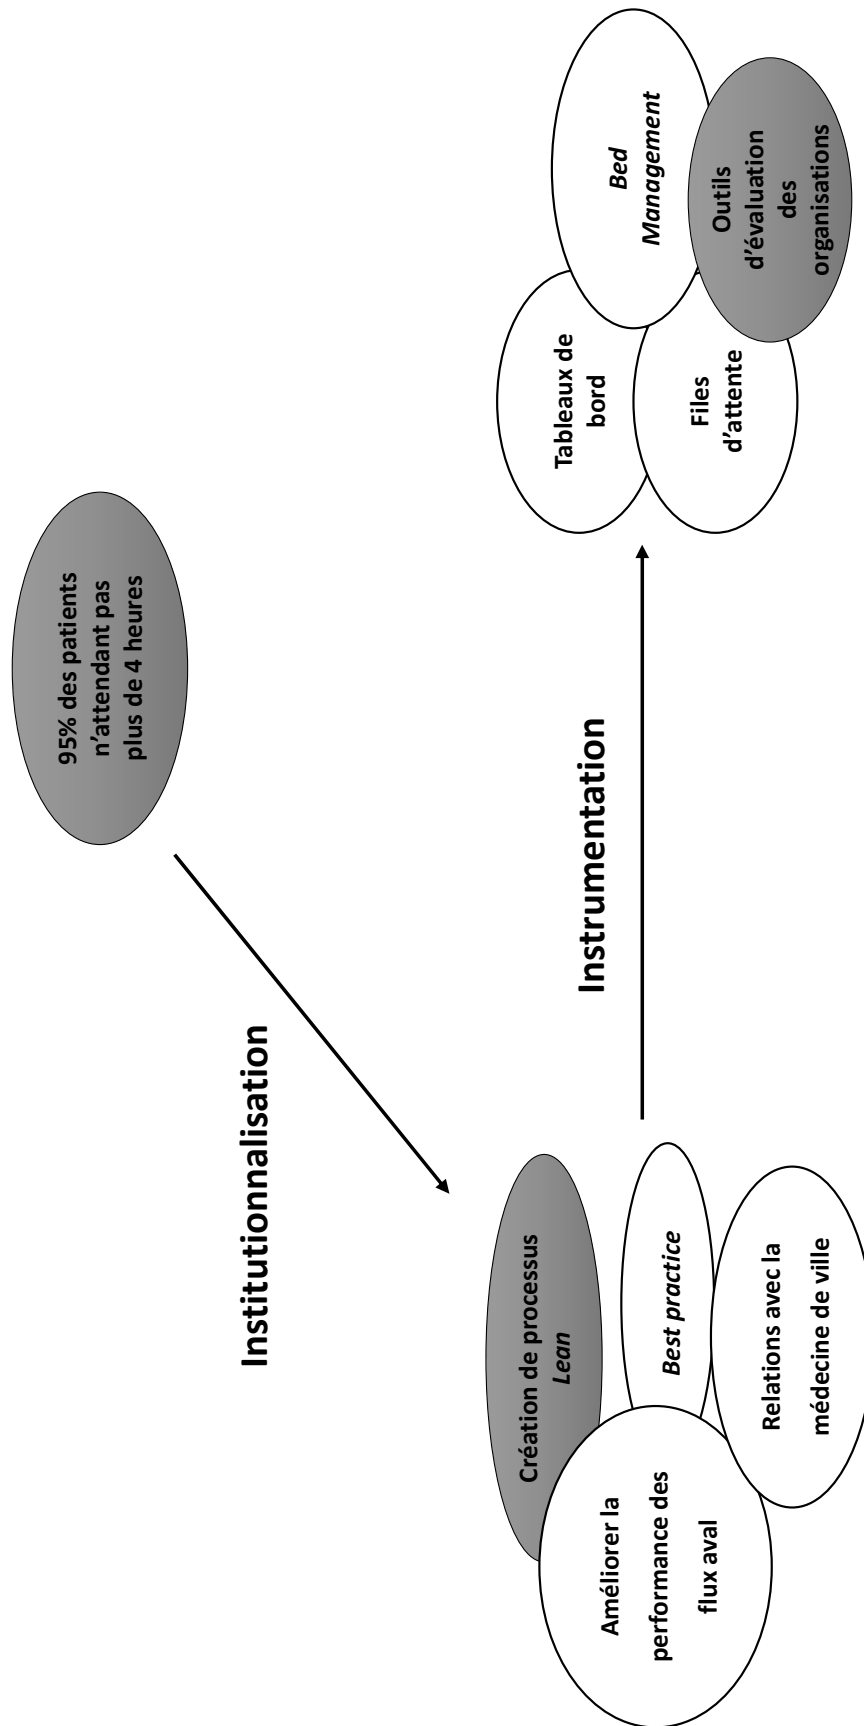 95% des patients
n'attendant pas
plus de 4 heures
Institutionnalisation
Création de processus
Lean
Best practice
Améliorer la
performance des
flux aval
Relations avec la
médecine de ville
Instrumentation
Tableaux de
bord
Bed
Management
Files
d'attente
Outils
d'évaluation
des
organisations